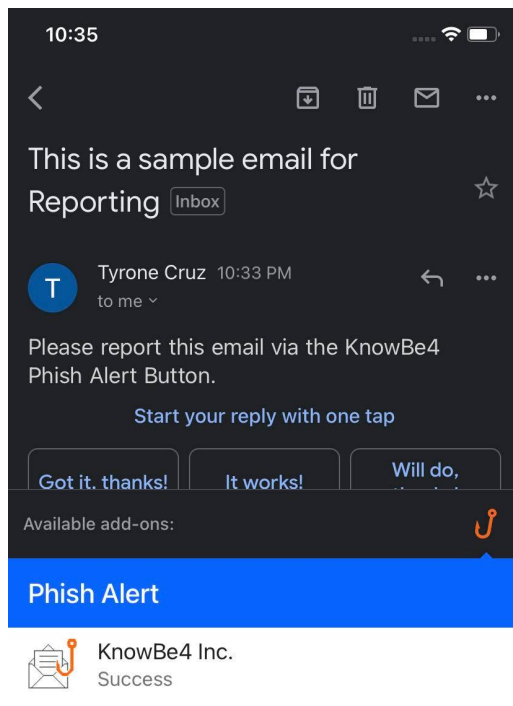 10:35
This is a sample email for
Reporting Inbox
T
Tyrone Cruz 10:33 PM
to me
Please report this email via the KnowBe4
Phish Alert Button.
Start your reply with one tap
Got it, thanks!
It works!
Will do,
Available add-ons:
Phish Alert
KnowBe4 Inc.
Success